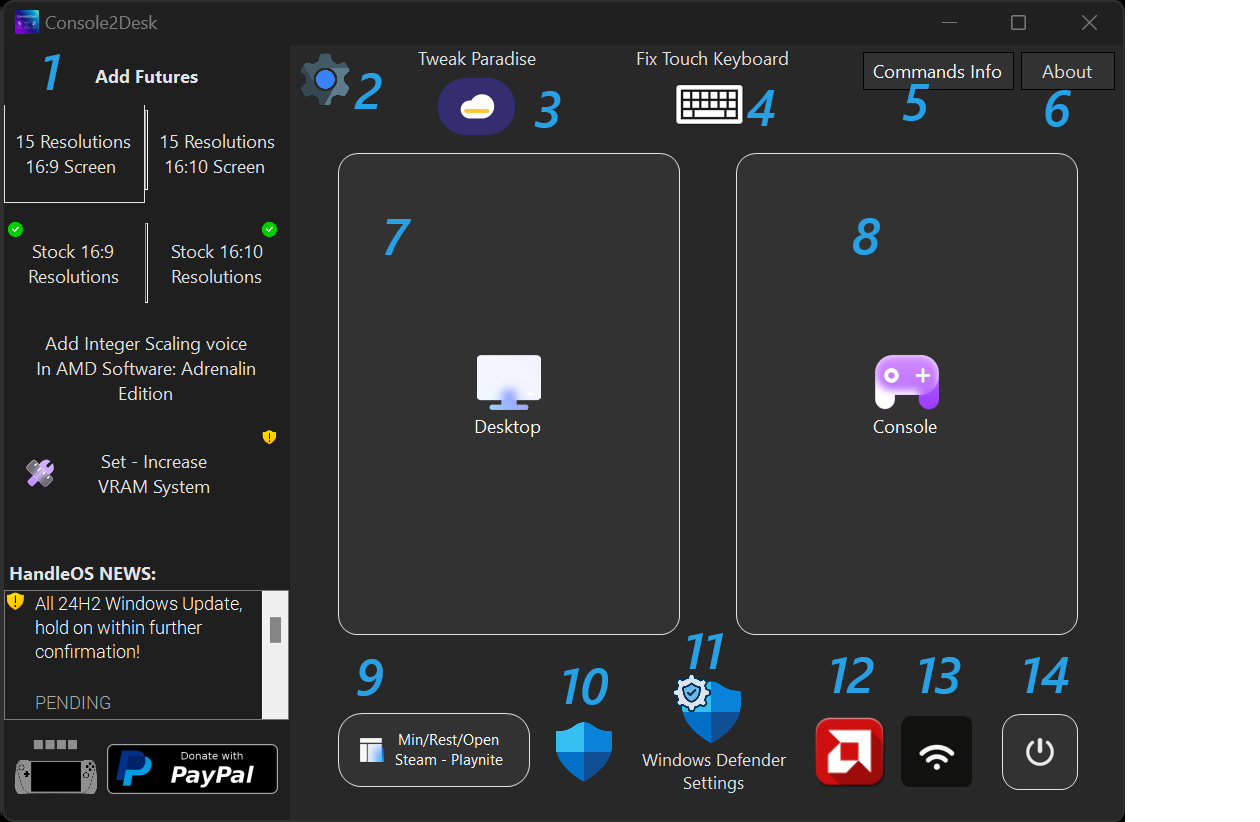 Console2Desk
1
Add Futures
2
Tweak Paradise
3
Fix Touch Keyboard
4
Commands Info
5
About
6
15 Resolutions
16:9 Screen
15 Resolutions
16:10 Screen
Stock 16:9
Resolutions
Stock 16:10
Resolutions
Add Integer Scaling voice
In AMD Software: Adrenalin
Edition
Set - Increase
VRAM System
HandleOS NEWS:
All 24H2 Windows Update,
hold on within further
confirmation!
PENDING
Donate with
PayPal
7
Desktop
8
Console
9
Min/Rest/Open
Steam - Playnite
10
11
Windows Defender
Settings
12
13
14